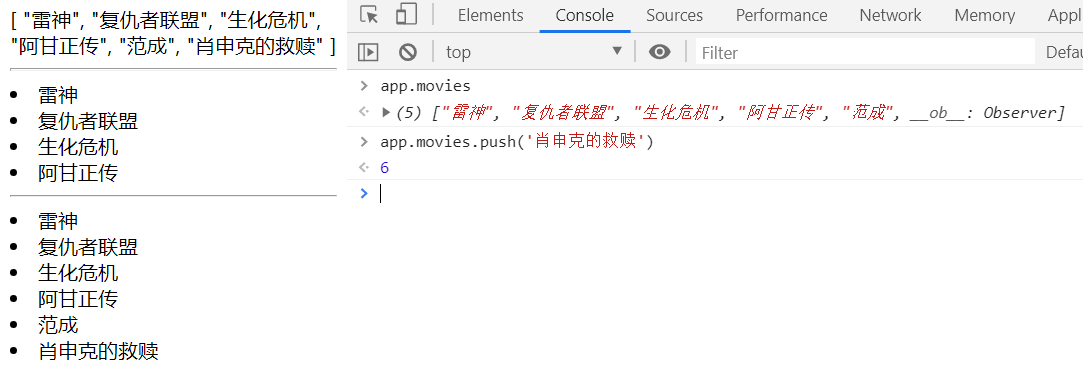 [ "雷神", "复仇者联盟", "生化危机",
"阿甘正传", "范成", "肖申克的救赎" ]
雷神
复仇者联盟
生化危机
阿甘正传
雷神
复仇者联盟
生化危机
阿甘正传
范成
肖申克的救赎
Elements Console Sources Performance Network Memory Appl
top Filter Defau
app.movies
(5) ["雷神", "复仇者联盟", "生化危机", "阿甘正传", "范成", __ob__: Observer]
app.movies.push('肖申克的救赎')
6